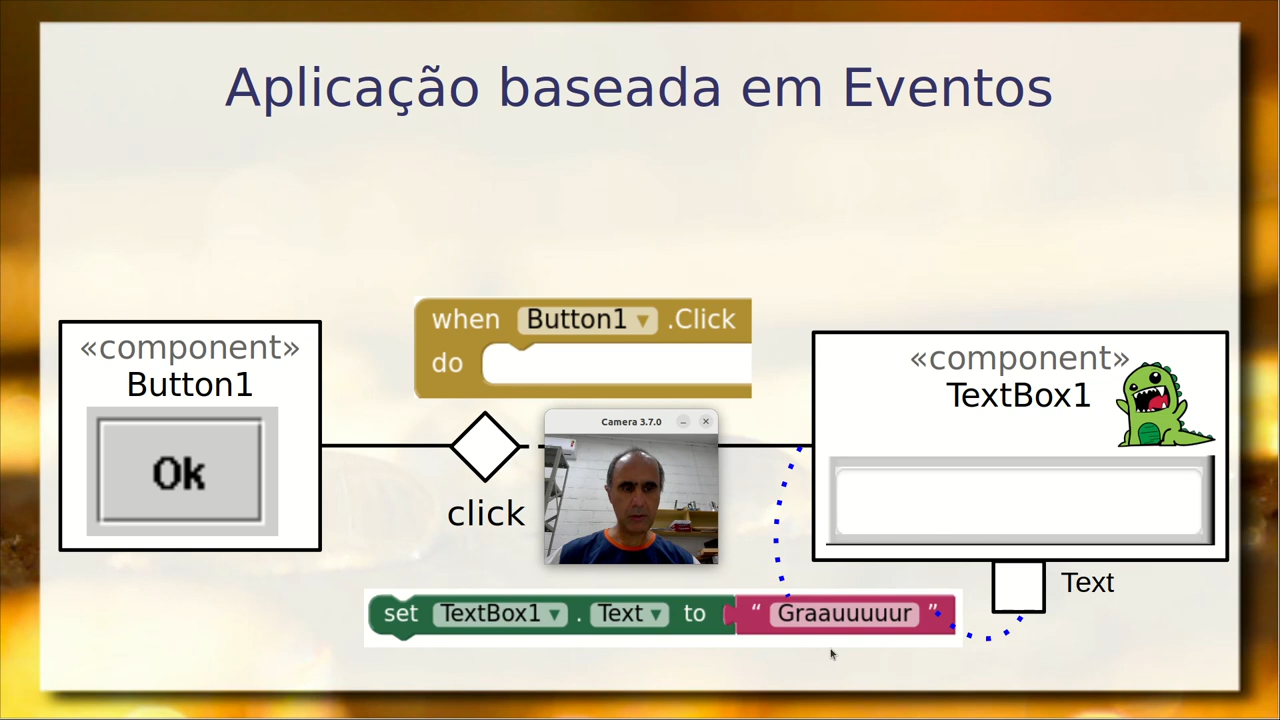 Aplicação baseada em Eventos
«component»
Button1
Ok
when Button1 ▾ .Click
do
click
Camera 3.7.0
«component»
TextBox1
Text
set TextBox1 ▾ . Text ▾ to “ Graauuuuur ”